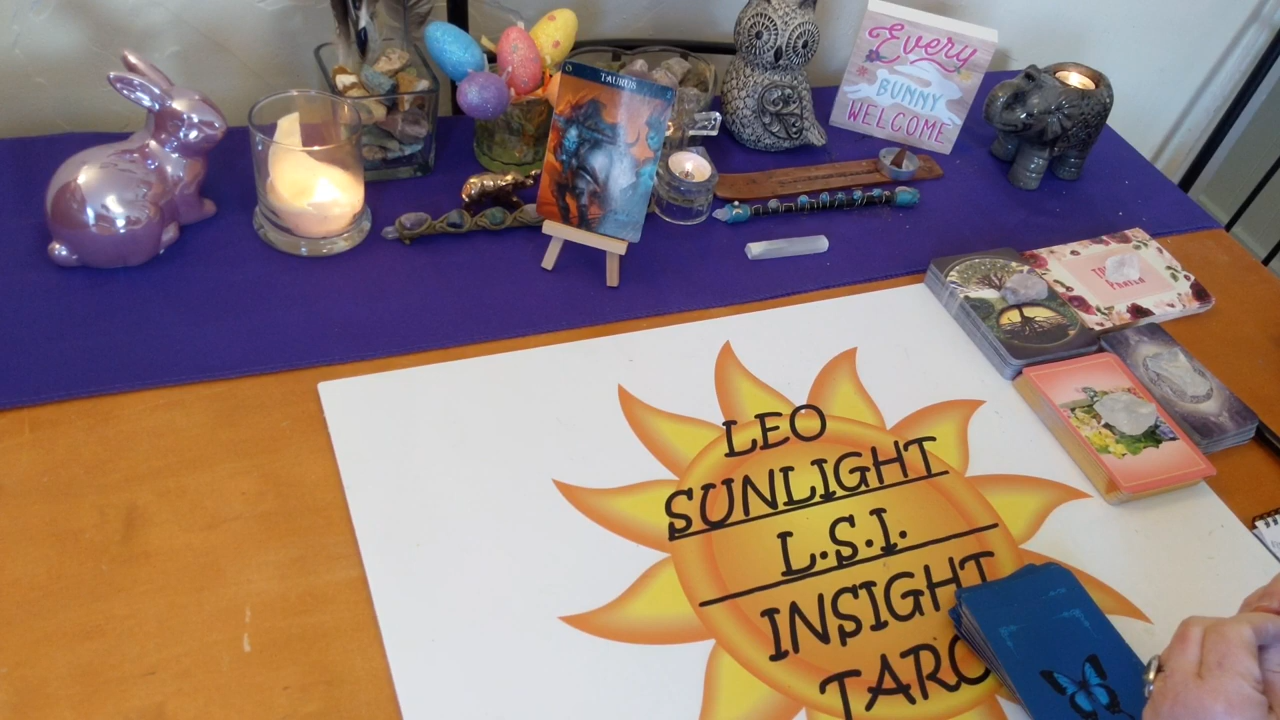 TAURUS
Every
BUNNY
WELCOME
LEO
SUNLIGHT
L.S.I.
INSIGHT
TARO